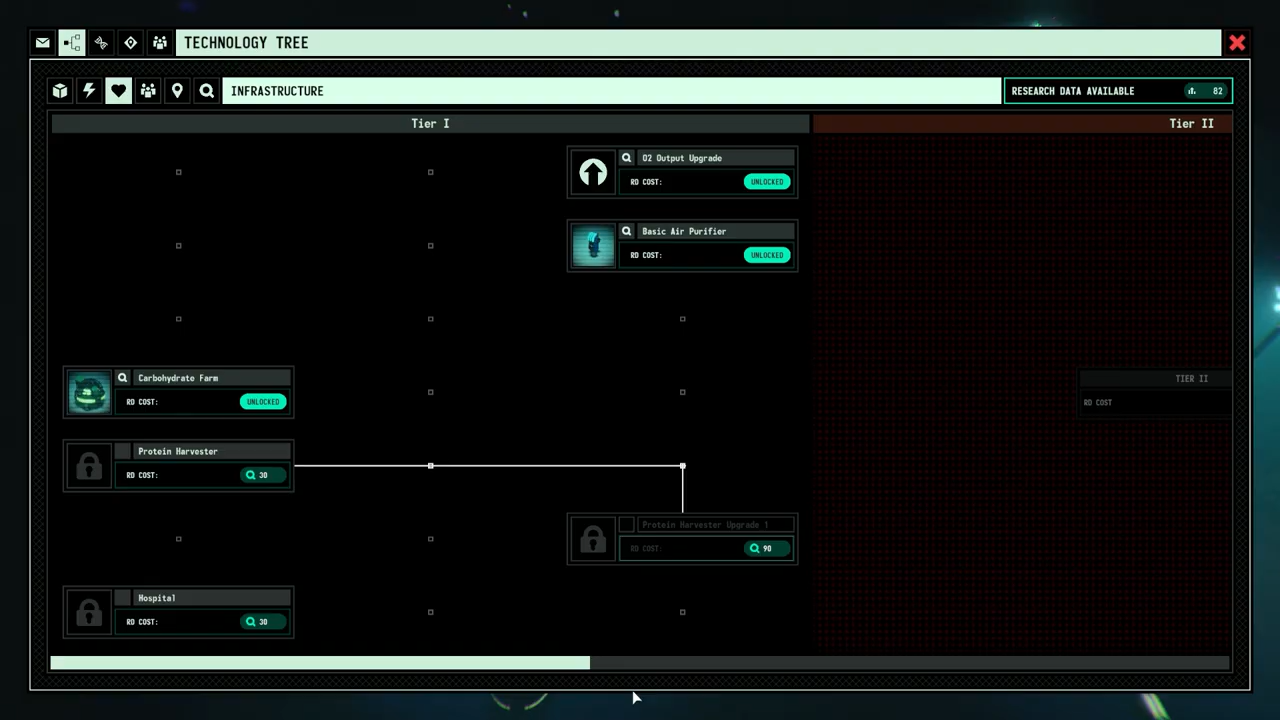 TECHNOLOGY TREE
INFRASTRUCTURE
RESEARCH DATA AVAILABLE 82
Tier I
Tier II
O2 Output Upgrade
RD COST: UNLOCKED
Basic Air Purifier
RD COST: UNLOCKED
Carbohydrate Farm
RD COST: UNLOCKED
TIER II
RD COST
Protein Harvester
RD COST: 30
Protein Harvester Upgrade 1
RD COST: 90
Hospital
RD COST: 30